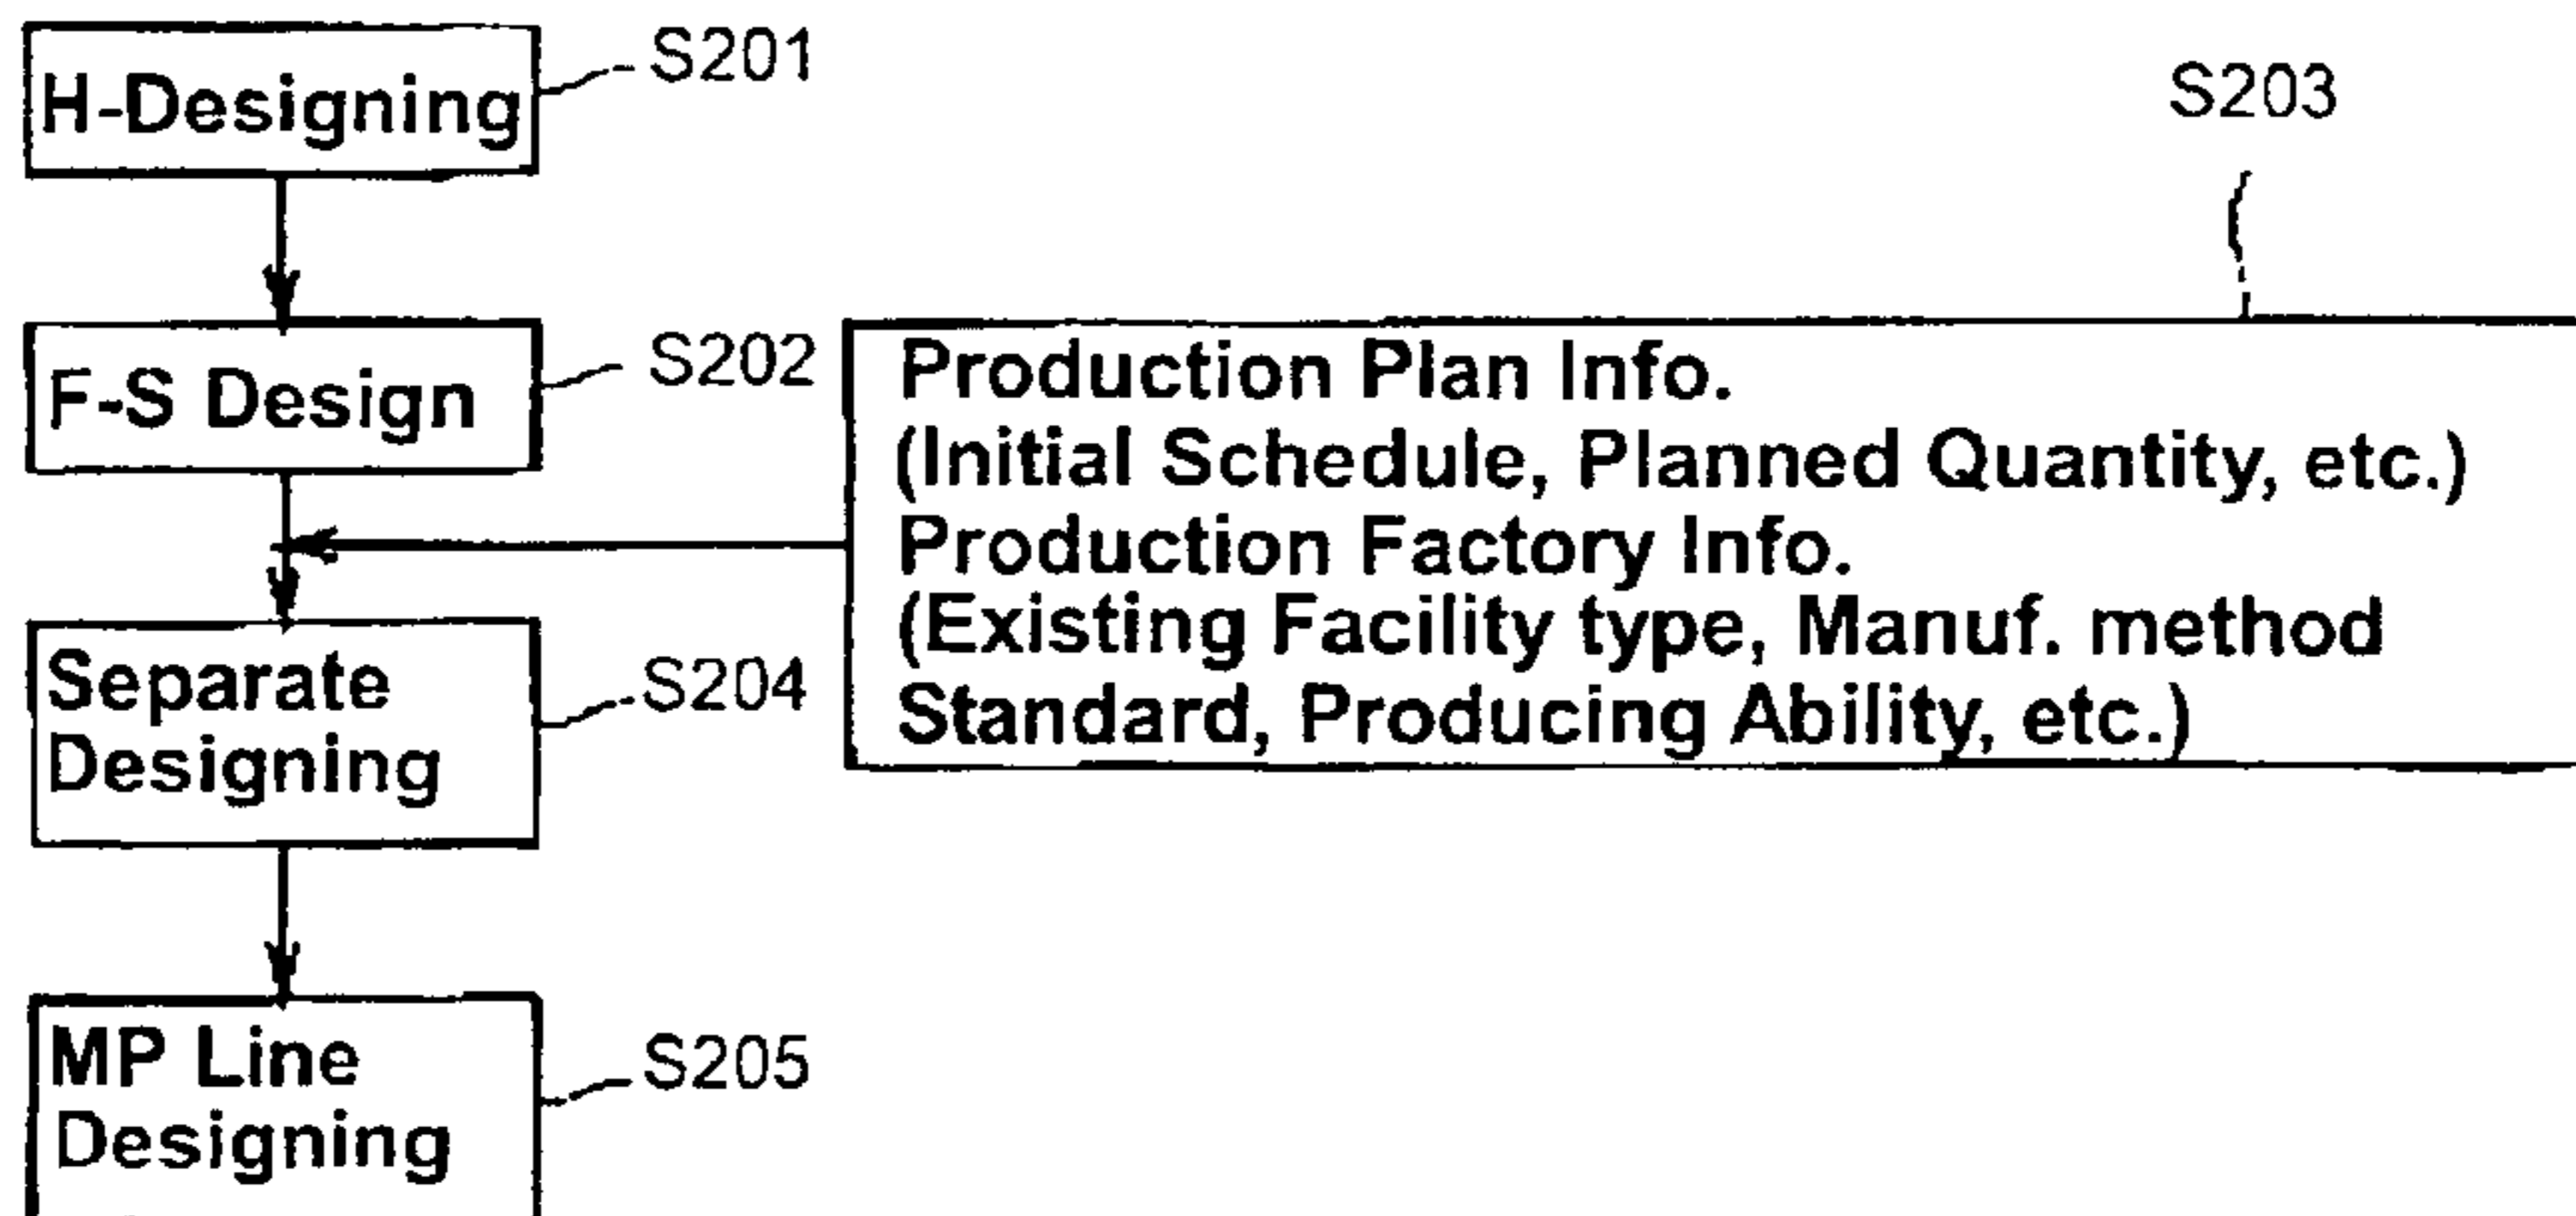 H-Designing
S201
S203
F-S Design
S202
Production Plan Info.
(Initial Schedule, Planned Quantity, etc.)
Production Factory Info.
(Existing Facility type, Manuf. method
Standard, Producing Ability, etc.)
Separate
Designing
S204
MP Line
Designing
S205